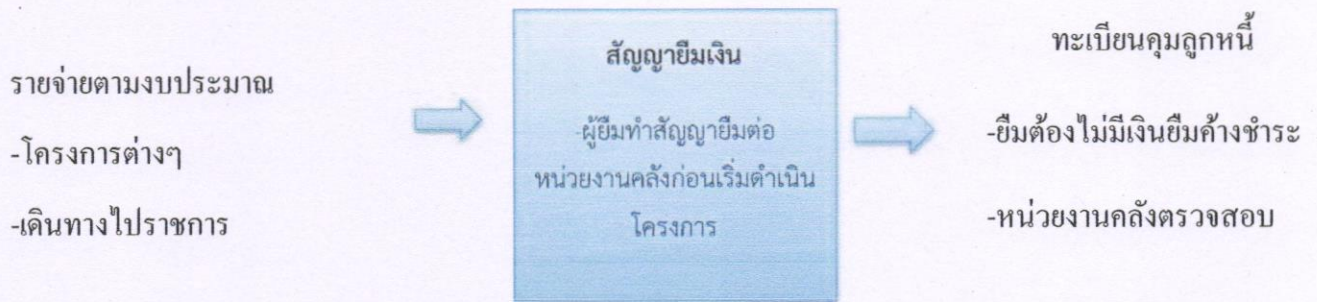 รายจ่ายตามงบประมาณ
-โครงการต่างๆ
-เดินทางไปราชการ
สัญญายืมเงิน
-ผู้ยืมทำสัญญายืมต่อ
หน่วยงานคลังก่อนเริ่มดำเนิน
โครงการ
ทะเบียนคุมลูกหนี้
-ยืมต้องไม่มีเงินยืมค้างชำระ
-หน่วยงานคลังตรวจสอบ